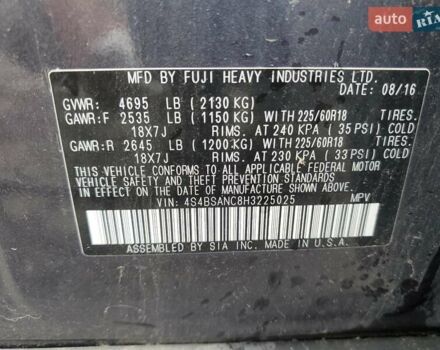 auto RIA
MFD BY FUJI HEAVY INDUSTRIES LTD.
DATE: 08/16
GVWR: 4695 LB (2130 KG)
GAWR:F 2535 LB (1150 KG) WITH 225/60R18 TIRES.
18X7J RIMS. AT 240 KPA (35 PSI) COLD
GAWR:R 2645 LB (1200 KG) WITH 225/60R18 TIRES.
18X7J RIMS. AT 230 KPA (33 PSI) COLD
THIS VEHICLE CONFORMS TO ALL APPLICABLE FEDERAL MOTOR
VEHICLE SAFETY AND THEFT PREVENTION STANDARDS
IN EFFECT ON THE DATE OF MANUFACTURE SHOWN ABOVE.
VIN: 4S4BSANC8H3225025 MPV
ASSEMBLED BY SIA INC. MADE IN U.S.A.